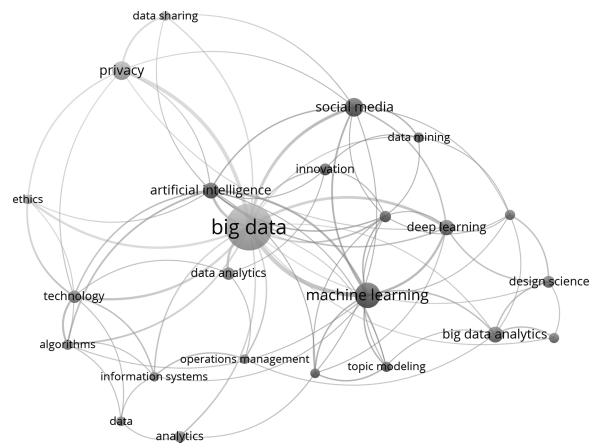 data sharing
privacy
social media
data mining
innovation
artificial intelligence
ethics
big data
deep learning
data analytics
design science
technology
machine learning
big data analytics
algorithms
operations management
topic modeling
information systems
data
analytics